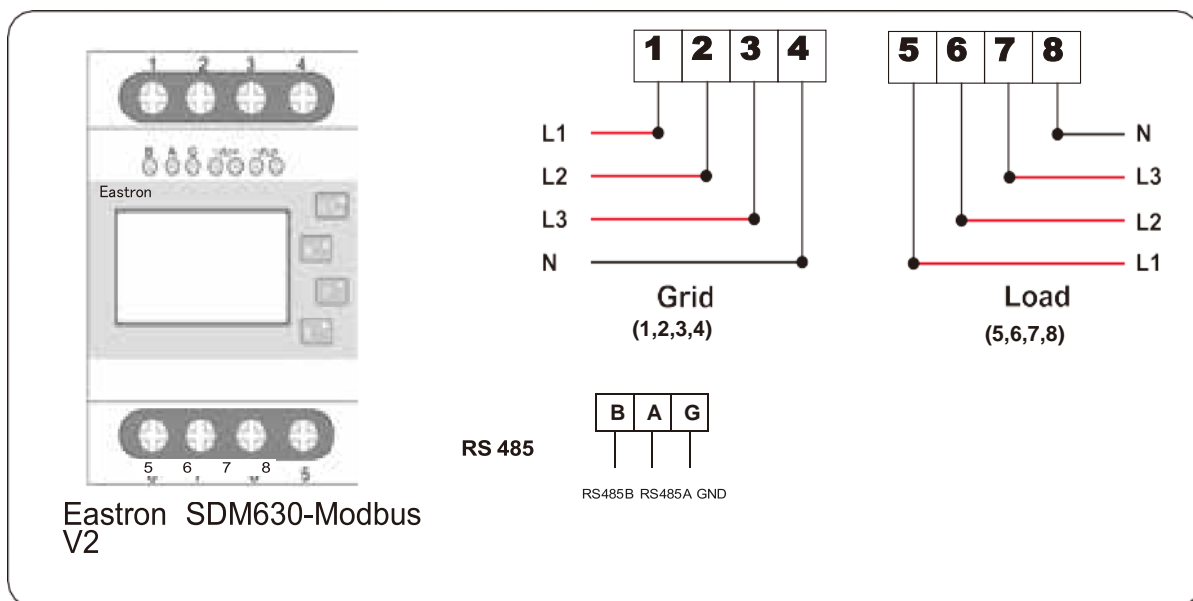 1 2 3 4
B A G
Eastron
5 6 7 8
Eastron SDM630-Modbus
V2
1 2 3 4
L1
L2
L3
N
Grid
(1,2,3,4)
5 6 7 8
N
L3
L2
L1
Load
(5,6,7,8)
RS 485
B A G
RS485B RS485A GND